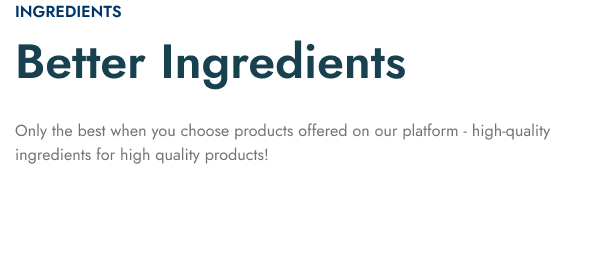 INGREDIENTS
Better Ingredients
Only the best when you choose products offered on our platform - high-quality
ingredients for high quality products!